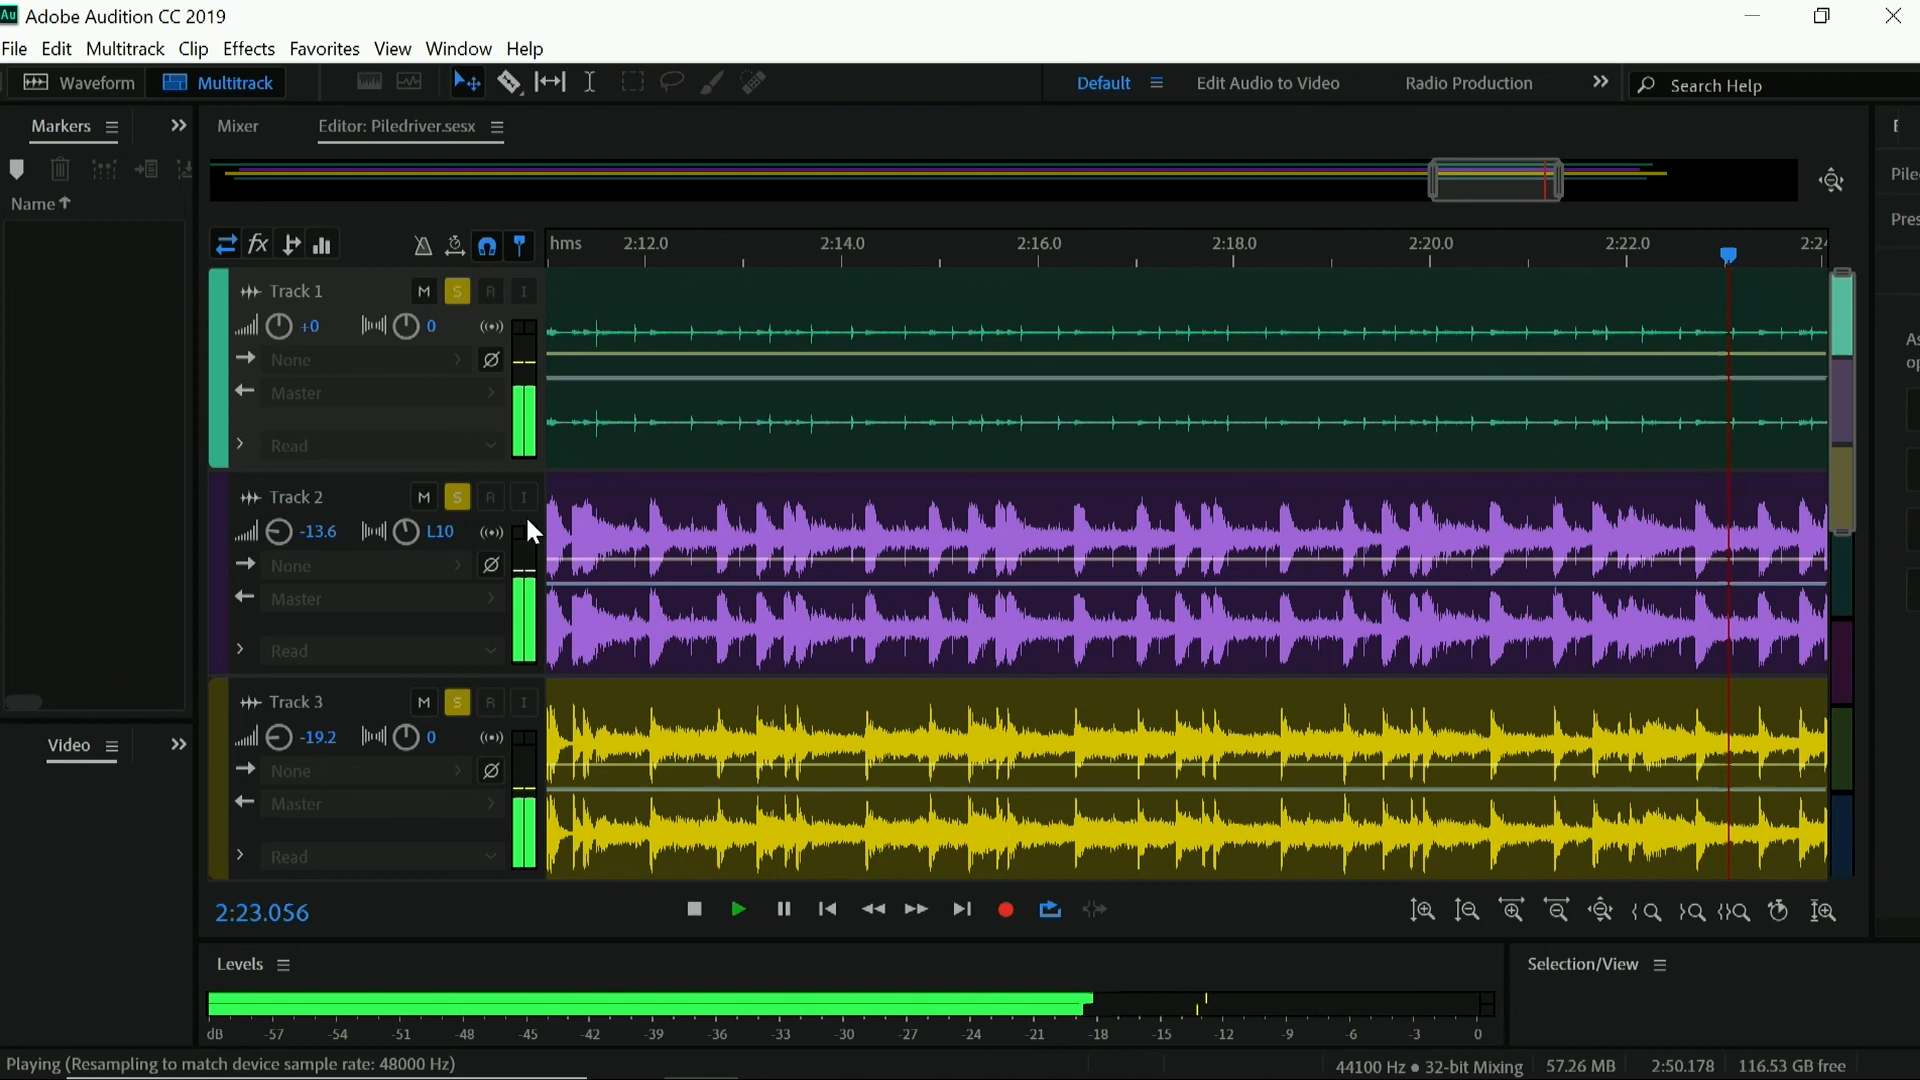 Au Adobe Audition CC 2019
File Edit Multitrack Clip Effects Favorites View Window Help
Waveform Multitrack Default Edit Audio to Video Radio Production Search Help
Markers Mixer Editor: Piledriver.sesx
Name
hms 2:12.0 2:14.0 2:16.0 2:18.0 2:20.0 2:22.0 2:24
fx
Track 1 M S R I
+0 0
None
Master
Read
Track 2 M S R I
-13.6 L10
None
Master
Read
Track 3 M S R I
-19.2 0
None
Master
Read
Video
2:23.056
Levels
Selection/View
dB -57 -54 -51 -48 -45 -42 -39 -36 -33 -30 -27 -24 -21 -18 -15 -12 -9 -6 -3 0
Playing (Resampling to match device sample rate: 48000 Hz) 44100 Hz ● 32-bit Mixing 57.26 MB 2:50.178 116.53 GB free